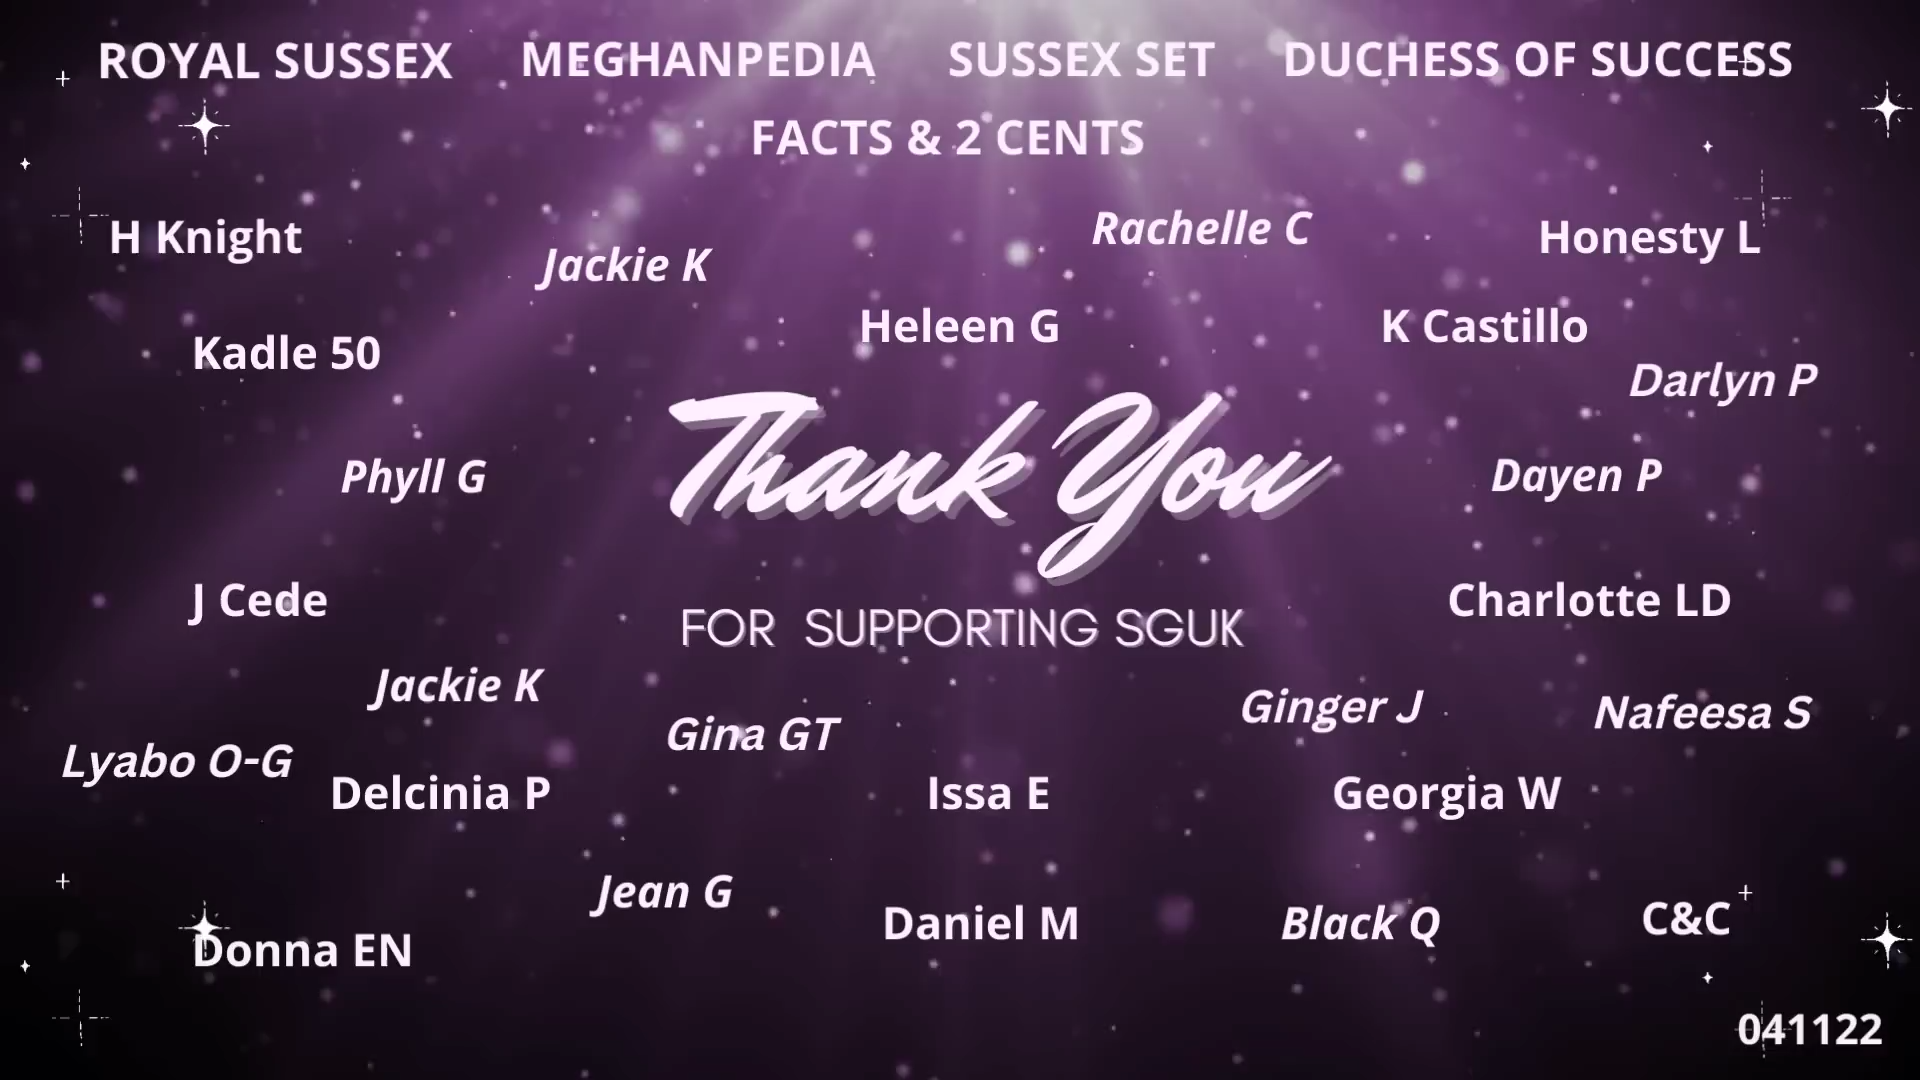 ROYAL SUSSEX MEGHANPEDIA SUSSEX SET DUCHESS OF SUCCESS
FACTS & 2 CENTS
H Knight
Jackie K
Rachelle C
Honesty L
Kadle 50
Heleen G
K Castillo
Darlyn P
Phyll G
Thank You
Dayen P
J Cede
FOR SUPPORTING SGUK
Charlotte LD
Jackie K
Gina GT
Ginger J
Nafeesa S
Lyabo O-G
Delcinia P
Issa E
Georgia W
Jean G
Donna EN
Daniel M
Black Q
C&C
041122